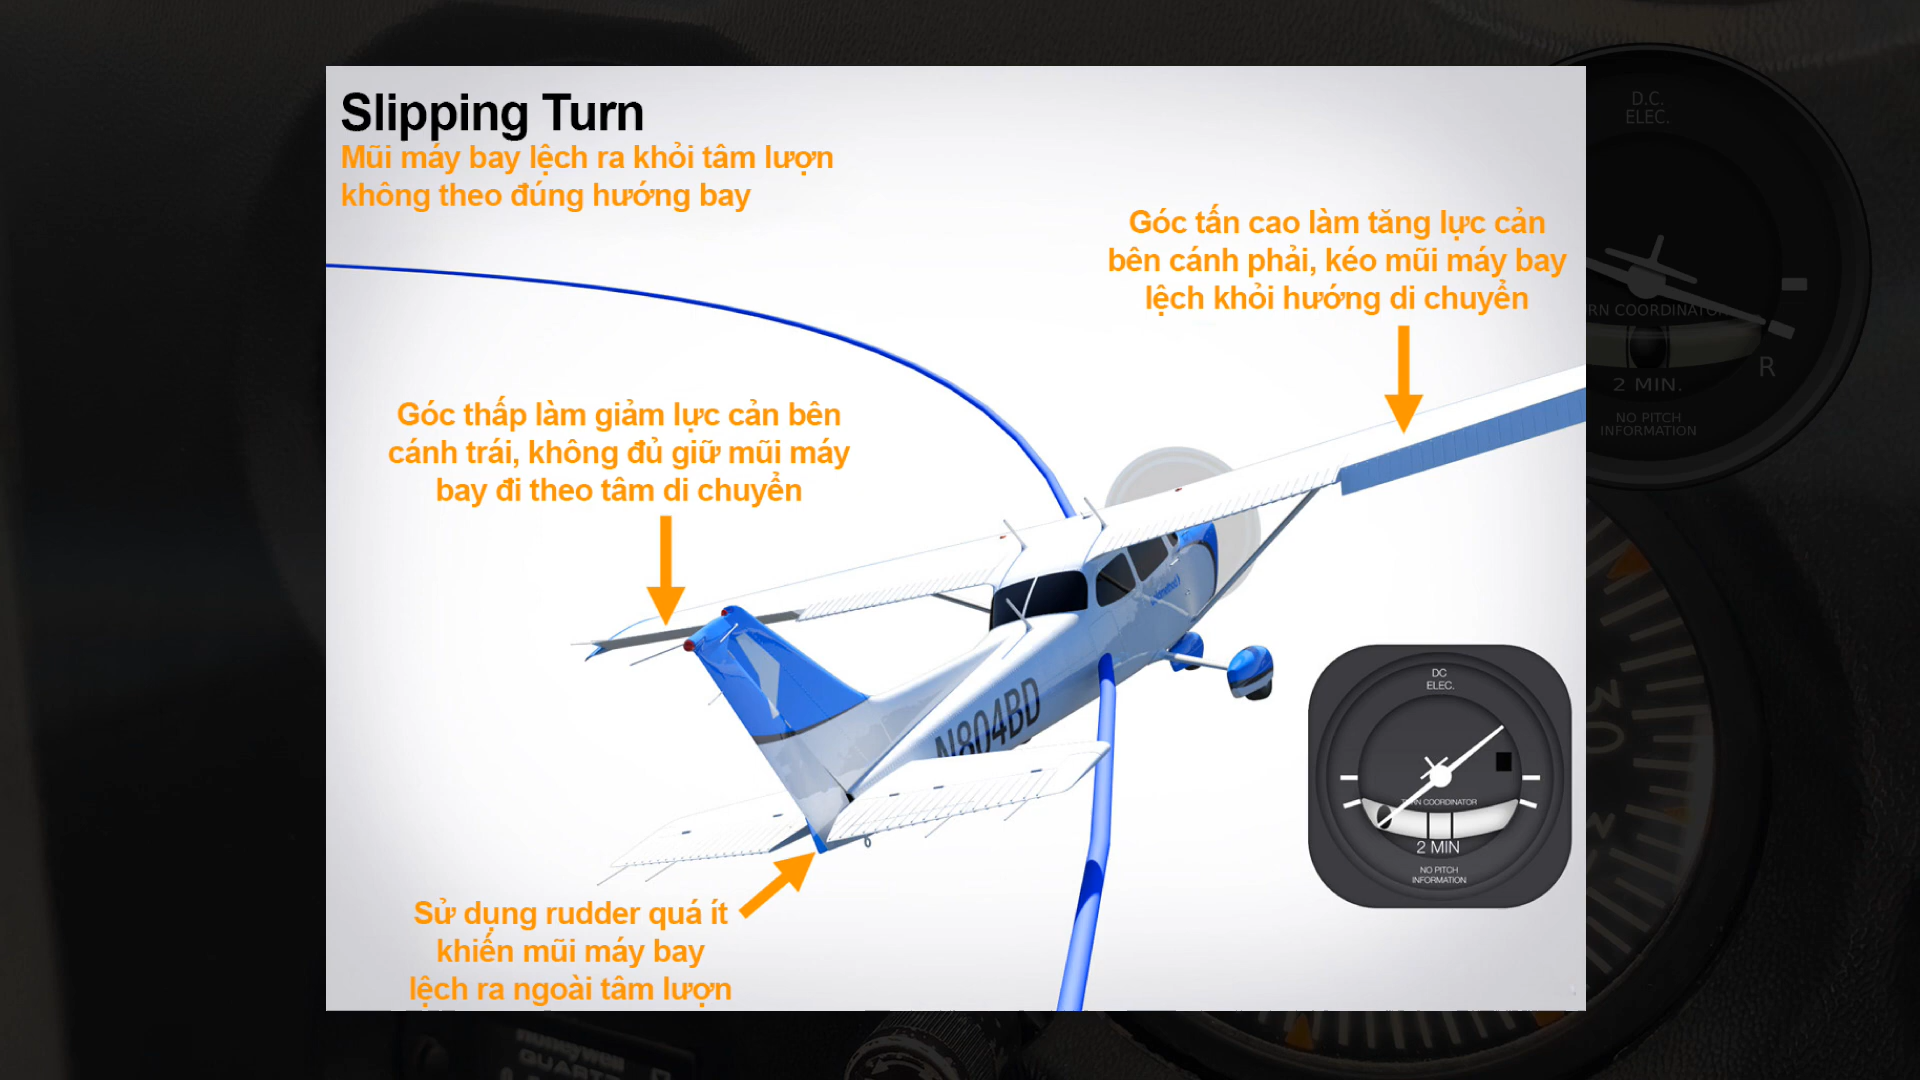 Slipping Turn
Mũi máy bay lệch ra khỏi tâm lượn
không theo đúng hướng bay
Góc tấn cao làm tăng lực cản
bên cánh phải, kéo mũi máy bay
lệch khỏi hướng di chuyển
Góc thấp làm giảm lực cản bên
cánh trái, không đủ giữ mũi máy
bay đi theo tâm di chuyển
Sử dụng rudder quá ít
khiến mũi máy bay
lệch ra ngoài tâm lượn
N804BD
DC
ELEC.
TURN COORDINATOR
2 MIN
NO PITCH
INFORMATION
D.C.
ELEC.
RN COORDINATOR
R
2 MIN.
NO PITCH
INFORMATION